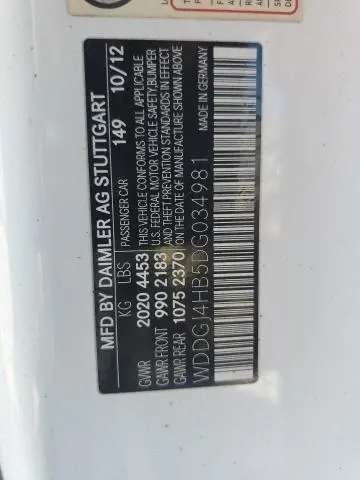 MFD BY DAIMLER AG STUTTGART
KG LBS PASSENGER CAR 149 10/12
GVWR 2020 4453 THIS VEHICLE CONFORMS TO ALL APPLICABLE
GAWR FRONT 990 2183 U.S. FEDERAL MOTOR VEHICLE SAFETY,BUMPER
GAWR REAR 1075 2370 AND THEFT PREVENTION STANDARDS IN EFFECT
ON THE DATE OF MANUFACTURE SHOWN ABOVE
WDDGJ4HB5DG034981 MADE IN GERMANY